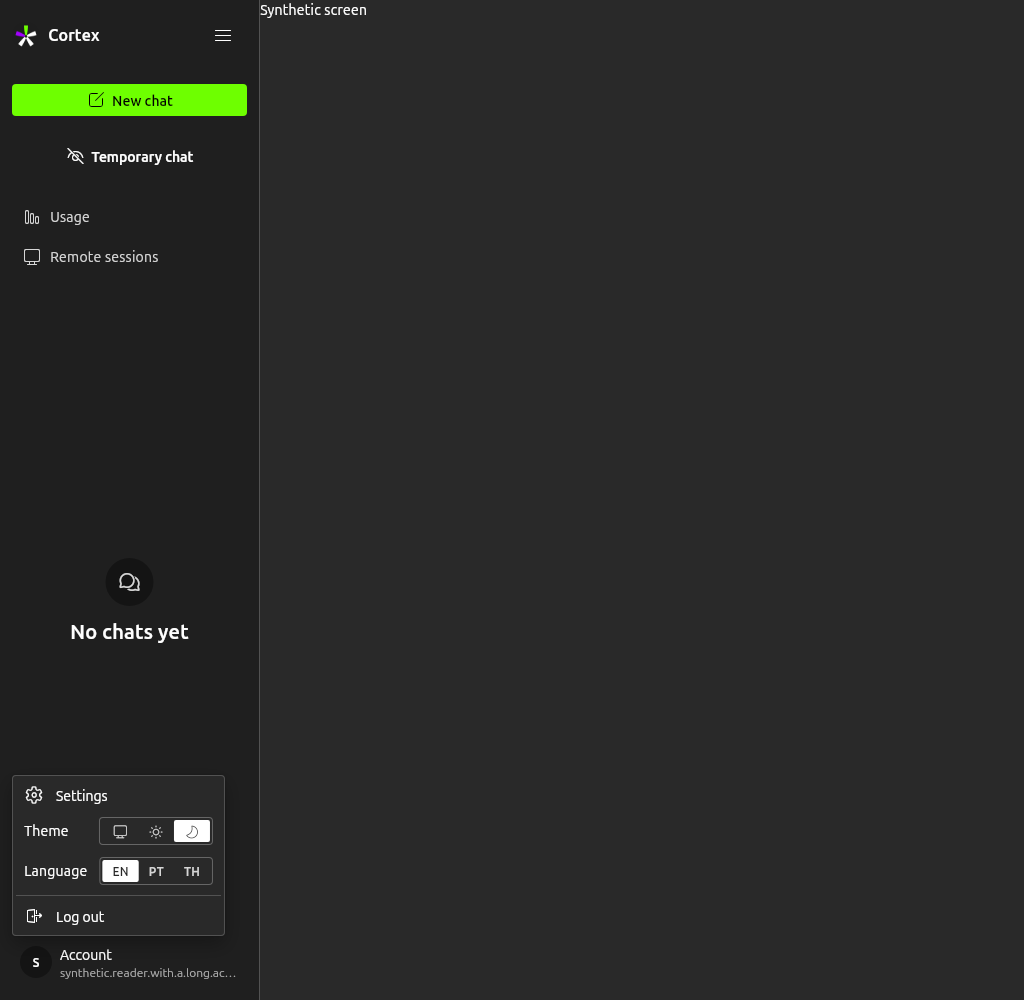 Cortex
Synthetic screen
New chat
Temporary chat
Usage
Remote sessions
No chats yet
Settings
Theme
Language EN PT TH
Log out
S Account
synthetic.reader.with.a.long.ac…